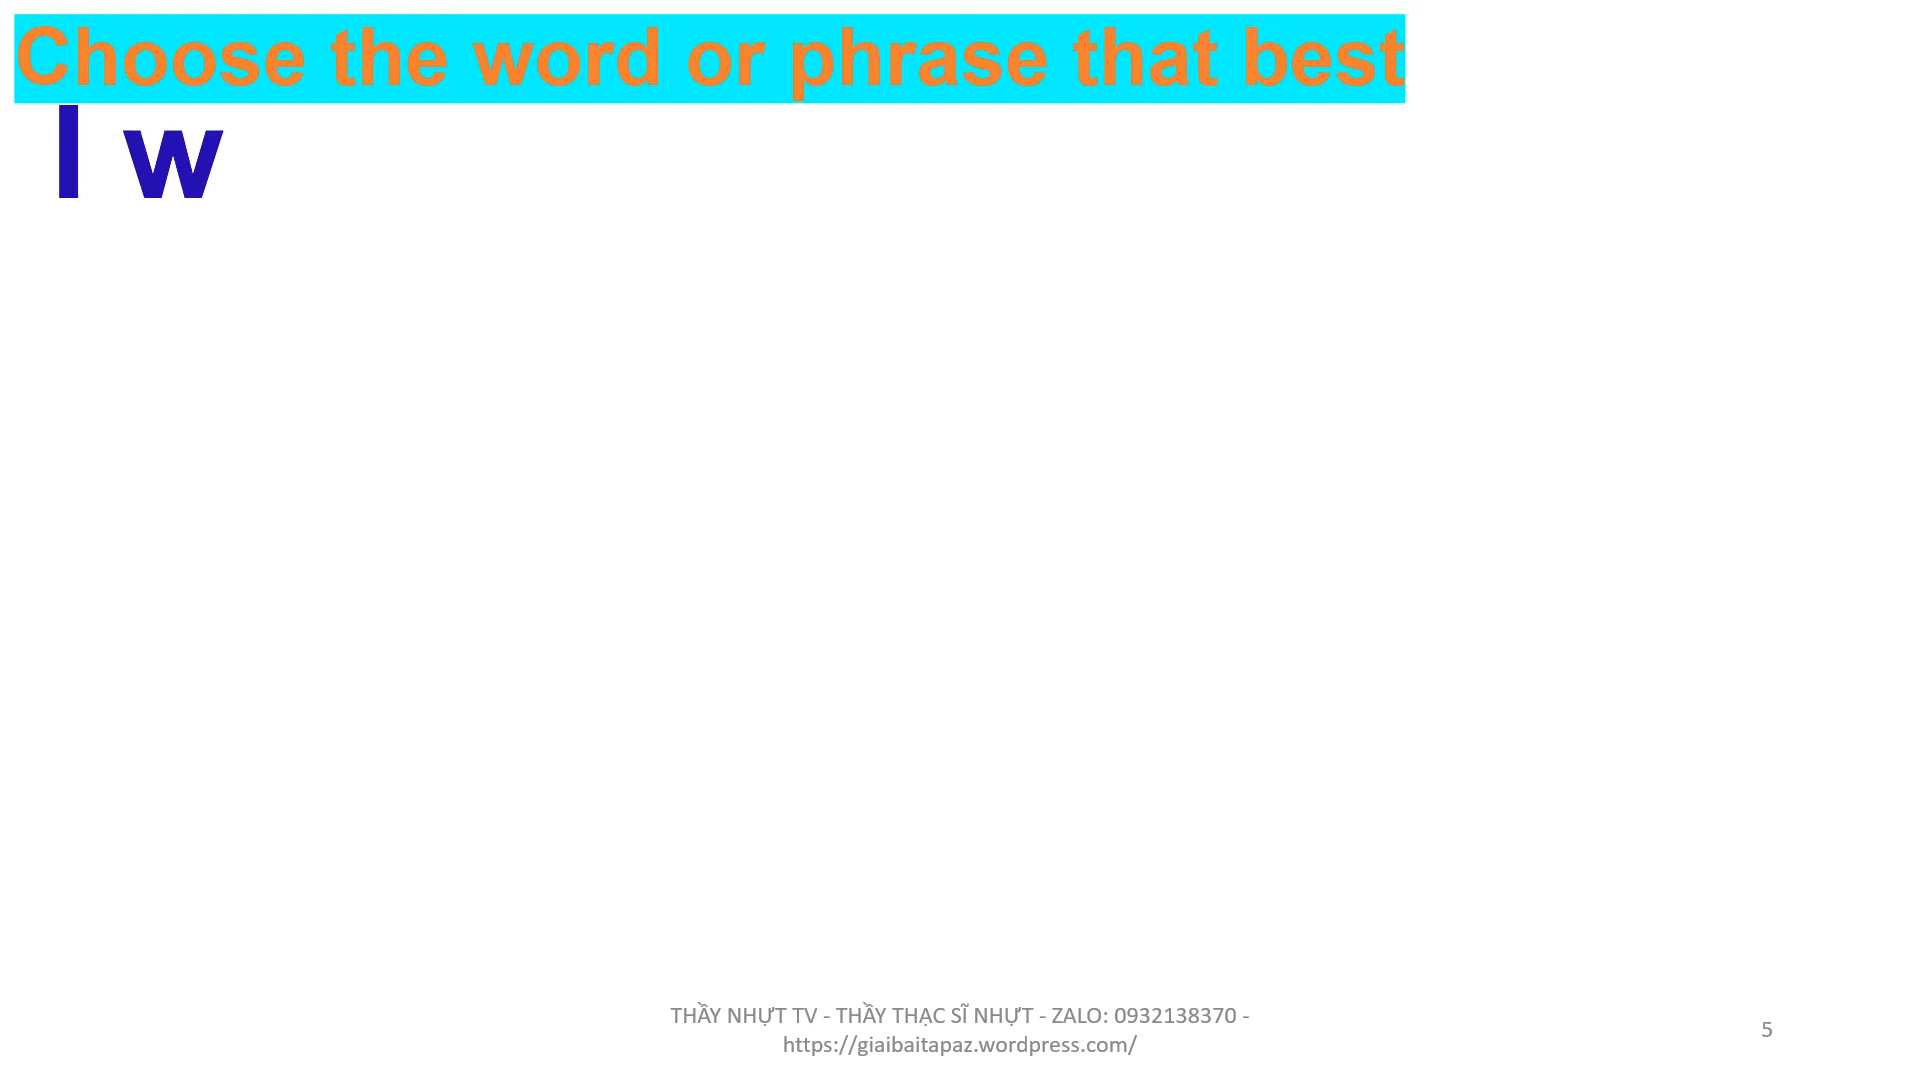 Choose the word or phrase that best
I w
THẦY NHỰT TV - THẦY THẠC SĨ NHỰT - ZALO: 0932138370 -
https://giaibaitapaz.wordpress.com/
5